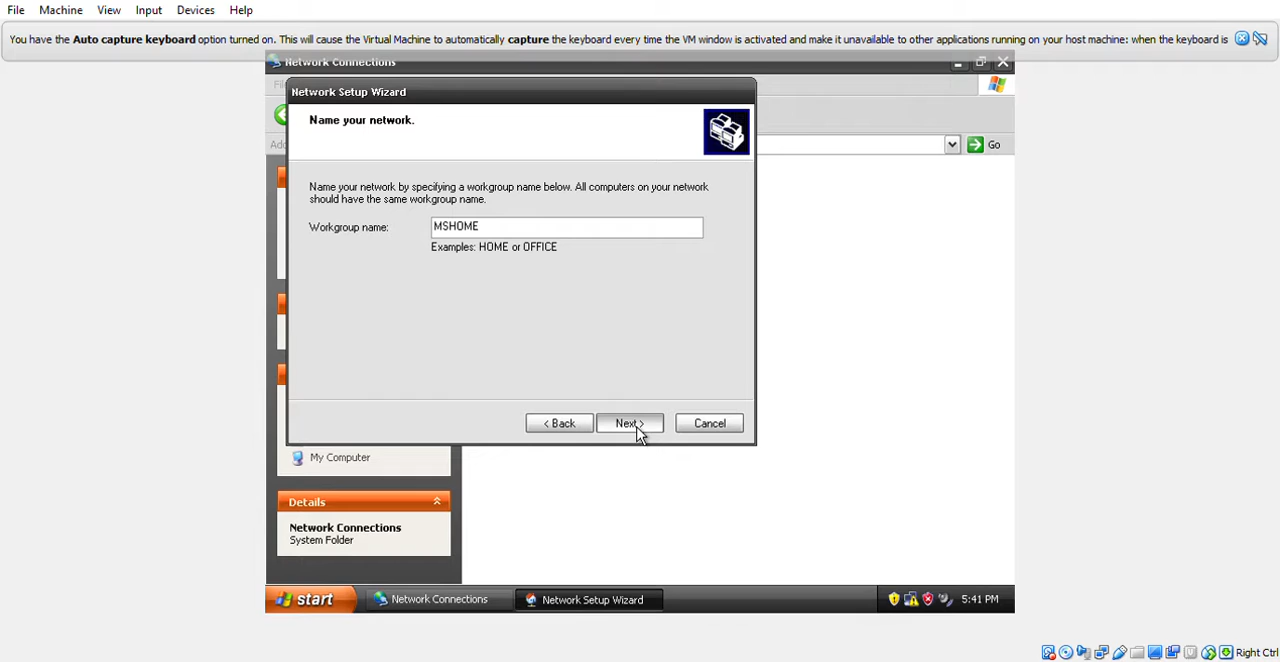 File Machine View Input Devices Help
You have the Auto capture keyboard option turned on. This will cause the Virtual Machine to automatically capture the keyboard every time the VM window is activated and make it unavailable to other applications running on your host machine: when the keyboard is
Network Connections
Network Setup Wizard
Name your network.
Go
Name your network by specifying a workgroup name below. All computers on your network
should have the same workgroup name.
Workgroup name: MSHOME
Examples: HOME or OFFICE
< Back Next > Cancel
My Computer
Details
Network Connections
System Folder
start Network Connections Network Setup Wizard 5:41 PM
Right Ctrl